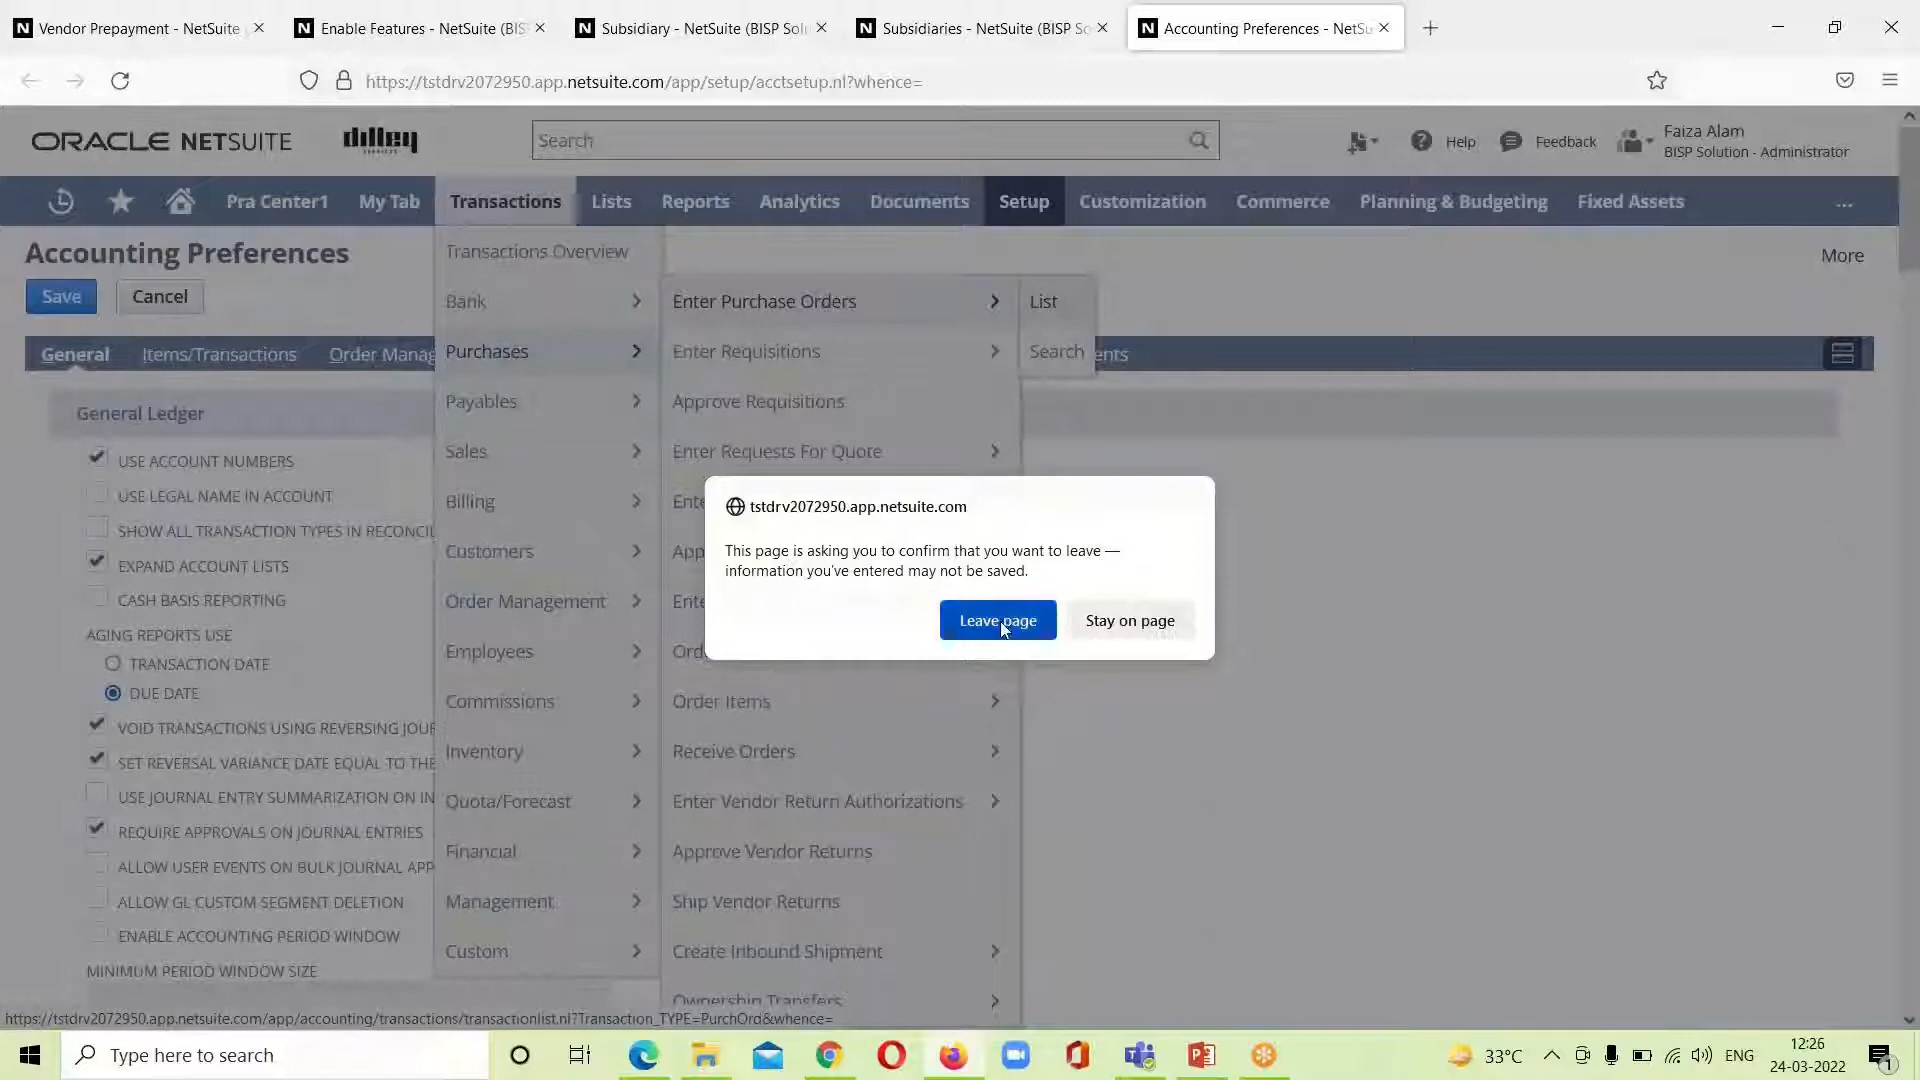 Vendor Prepayment - NetSuite
Enable Features - NetSuite (BIS
Subsidiary - NetSuite (BISP Solu
Subsidiaries - NetSuite (BISP So
Accounting Preferences - NetSu
https://tstdrv2072950.app.netsuite.com/app/setup/acctsetup.nl?whence=
ORACLE NETSUITE
dilley
SERVICES
Search
Help
Feedback
Faiza Alam
BISP Solution - Administrator
Pra Center1
My Tab
Transactions
Lists
Reports
Analytics
Documents
Setup
Customization
Commerce
Planning & Budgeting
Fixed Assets
...
Accounting Preferences
More
Save
Cancel
General
Items/Transactions
Order Manag
ents
General Ledger
USE ACCOUNT NUMBERS
USE LEGAL NAME IN ACCOUNT
SHOW ALL TRANSACTION TYPES IN RECONCIL
EXPAND ACCOUNT LISTS
CASH BASIS REPORTING
AGING REPORTS USE
TRANSACTION DATE
DUE DATE
VOID TRANSACTIONS USING REVERSING JOUR
SET REVERSAL VARIANCE DATE EQUAL TO THE
USE JOURNAL ENTRY SUMMARIZATION ON IN
REQUIRE APPROVALS ON JOURNAL ENTRIES
ALLOW USER EVENTS ON BULK JOURNAL APP
ALLOW GL CUSTOM SEGMENT DELETION
ENABLE ACCOUNTING PERIOD WINDOW
MINIMUM PERIOD WINDOW SIZE
Transactions Overview
Bank
Purchases
Payables
Sales
Billing
Customers
Order Management
Employees
Commissions
Inventory
Quota/Forecast
Financial
Management
Custom
Enter Purchase Orders
Enter Requisitions
Approve Requisitions
Enter Requests For Quote
Ente
App
Ente
Ord
Order Items
Receive Orders
Enter Vendor Return Authorizations
Approve Vendor Returns
Ship Vendor Returns
Create Inbound Shipment
Ownership Transfers
List
Search
tstdrv2072950.app.netsuite.com
This page is asking you to confirm that you want to leave —
information you've entered may not be saved.
Leave page
Stay on page
https://tstdrv2072950.app.netsuite.com/app/accounting/transactions/transactionlist.nl?Transaction_TYPE=PurchOrd&whence=
Type here to search
33°C
ENG
12:26
24-03-2022
1